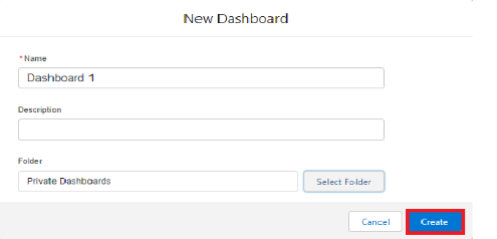 New Dashboard
*Name
Dashboard 1
Description
Folder
Private Dashboards
Select Folder
Cancel
Create